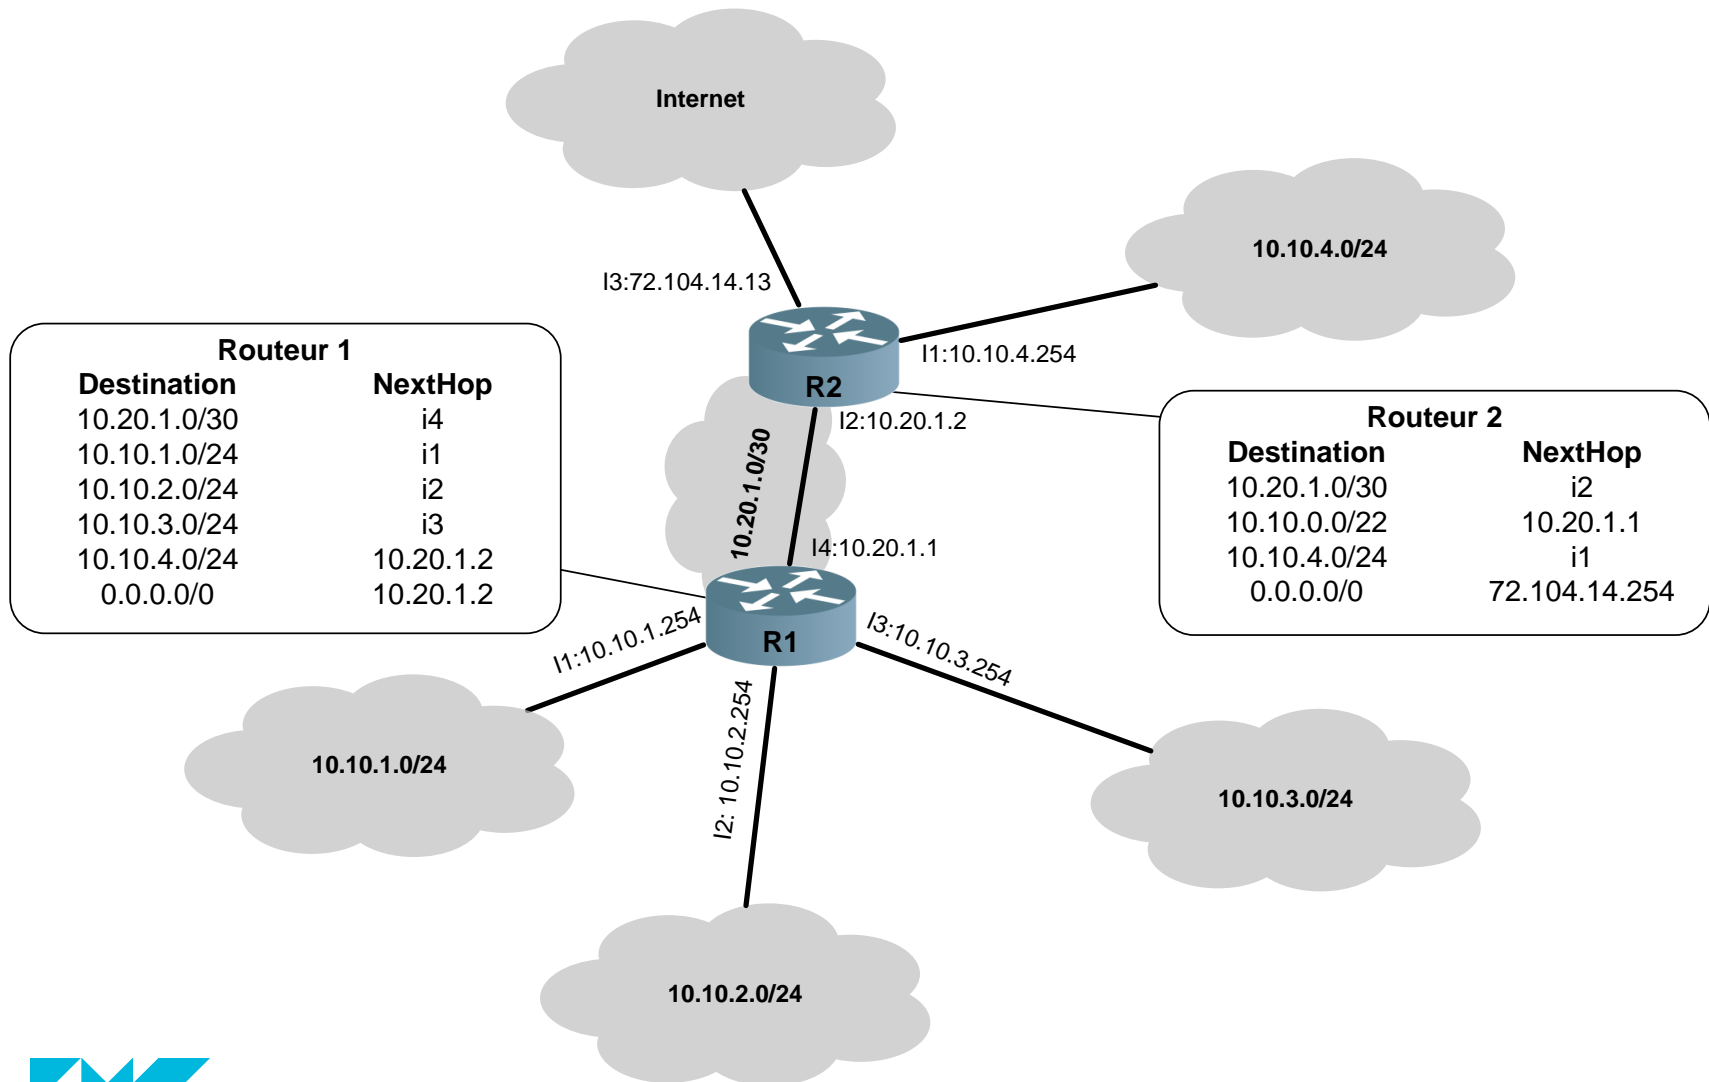 Internet
10.10.4.0/24
I3:72.104.14.13
I1:10.10.4.254
R2
I2:10.20.1.2
10.20.1.0/30
I4:10.20.1.1
Routeur 1
Destination NextHop
10.20.1.0/30 i4
10.10.1.0/24 i1
10.10.2.0/24 i2
10.10.3.0/24 i3
10.10.4.0/24 10.20.1.2
0.0.0.0/0 10.20.1.2
Routeur 2
Destination NextHop
10.20.1.0/30 i2
10.10.0.0/22 10.20.1.1
10.10.4.0/24 i1
0.0.0.0/0 72.104.14.254
R1
I1:10.10.1.254
I2: 10.10.2.254
I3:10.10.3.254
10.10.1.0/24
10.10.3.0/24
10.10.2.0/24